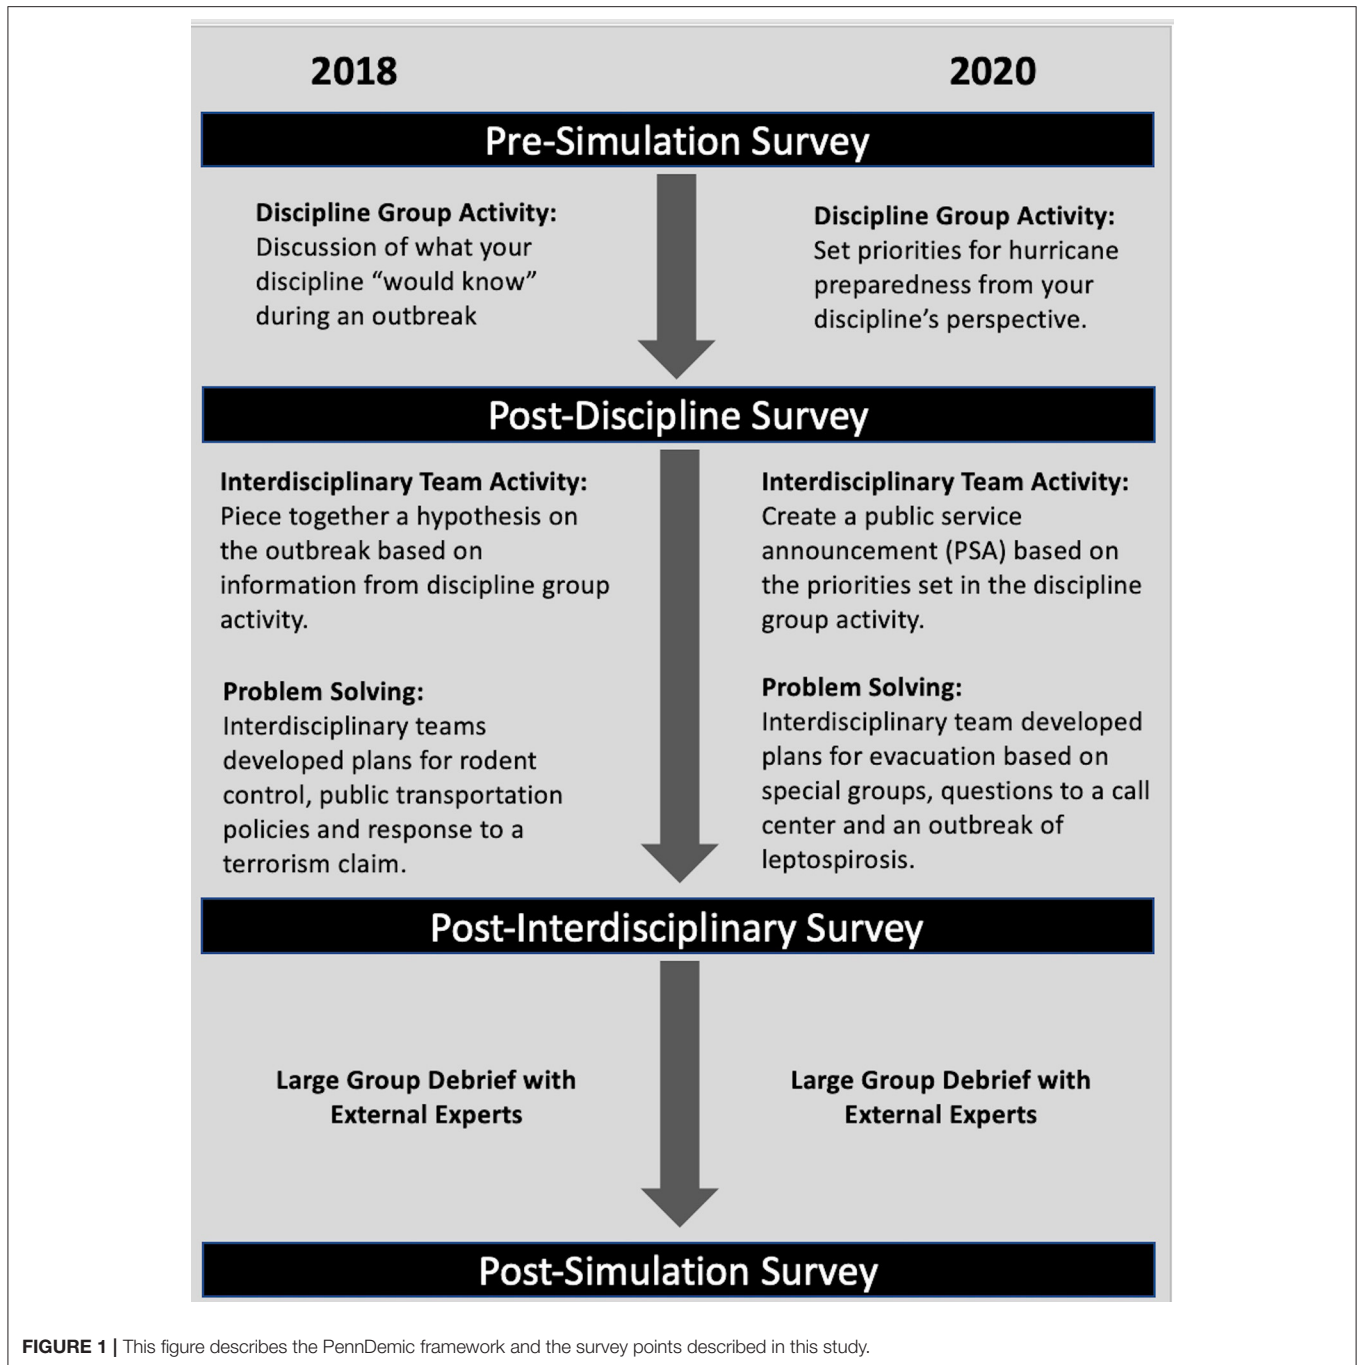 2018
2020
Pre-Simulation Survey
Discipline Group Activity:
Discussion of what your
discipline “would know”
during an outbreak
Discipline Group Activity:
Set priorities for hurricane
preparedness from your
discipline’s perspective.
Post-Discipline Survey
Interdisciplinary Team Activity:
Piece together a hypothesis on
the outbreak based on
information from discipline group
activity.
Problem Solving:
Interdisciplinary teams
developed plans for rodent
control, public transportation
policies and response to a
terrorism claim.
Interdisciplinary Team Activity:
Create a public service
announcement (PSA) based on
the priorities set in the discipline
group activity.
Problem Solving:
Interdisciplinary team developed
plans for evacuation based on
special groups, questions to a call
center and an outbreak of
leptospirosis.
Post-Interdisciplinary Survey
Large Group Debrief with
External Experts
Large Group Debrief with
External Experts
Post-Simulation Survey
FIGURE 1 | This figure describes the PennDemic framework and the survey points described in this study.